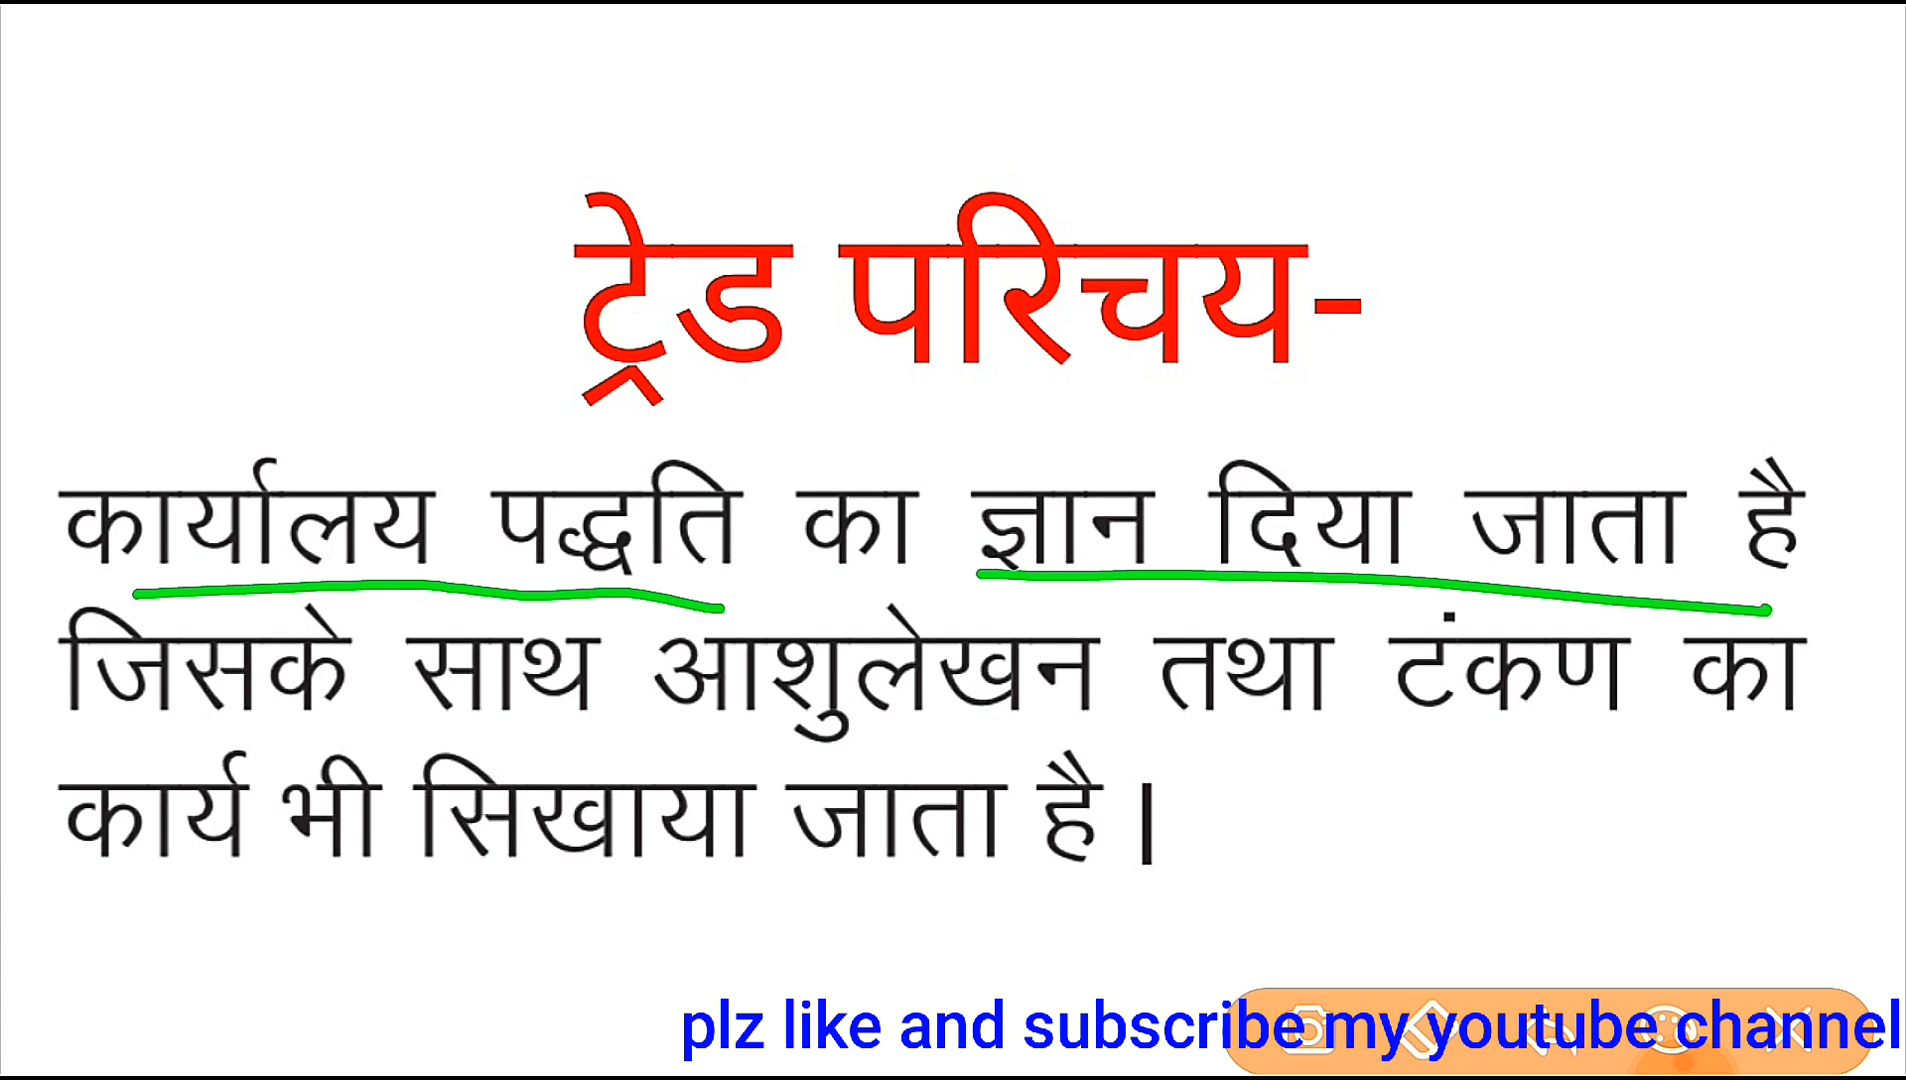 ट्रेड परिचय-
कार्यालय पद्धति का ज्ञान दिया जाता है
जिसके साथ आशुलेखन तथा टंकण का
कार्य भी सिखाया जाता है ।
plz like and subscribe my youtube channel